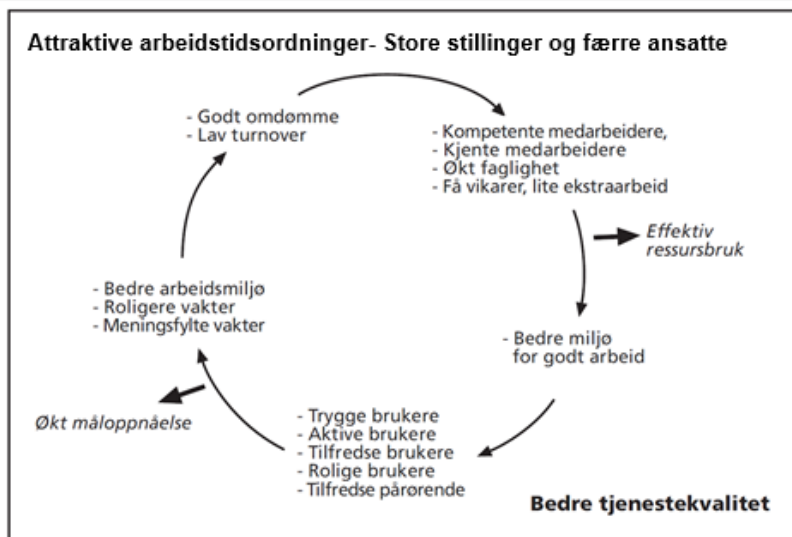 Attraktive arbeidstidsordninger- Store stillinger og færre ansatte
- Godt omdømme
- Lav turnover
- Kompetente medarbeidere,
- Kjente medarbeidere
- Økt faglighet
- Få vikarer, lite ekstraarbeid
Effektiv
ressursbruk
- Bedre miljø
for godt arbeid
- Trygge brukere
- Aktive brukere
- Tilfredse brukere
- Rolige brukere
- Tilfredse pårørende
Økt måloppnåelse
- Bedre arbeidsmiljø
- Roligere vakter
- Meningsfylte vakter
Bedre tjenestekvalitet